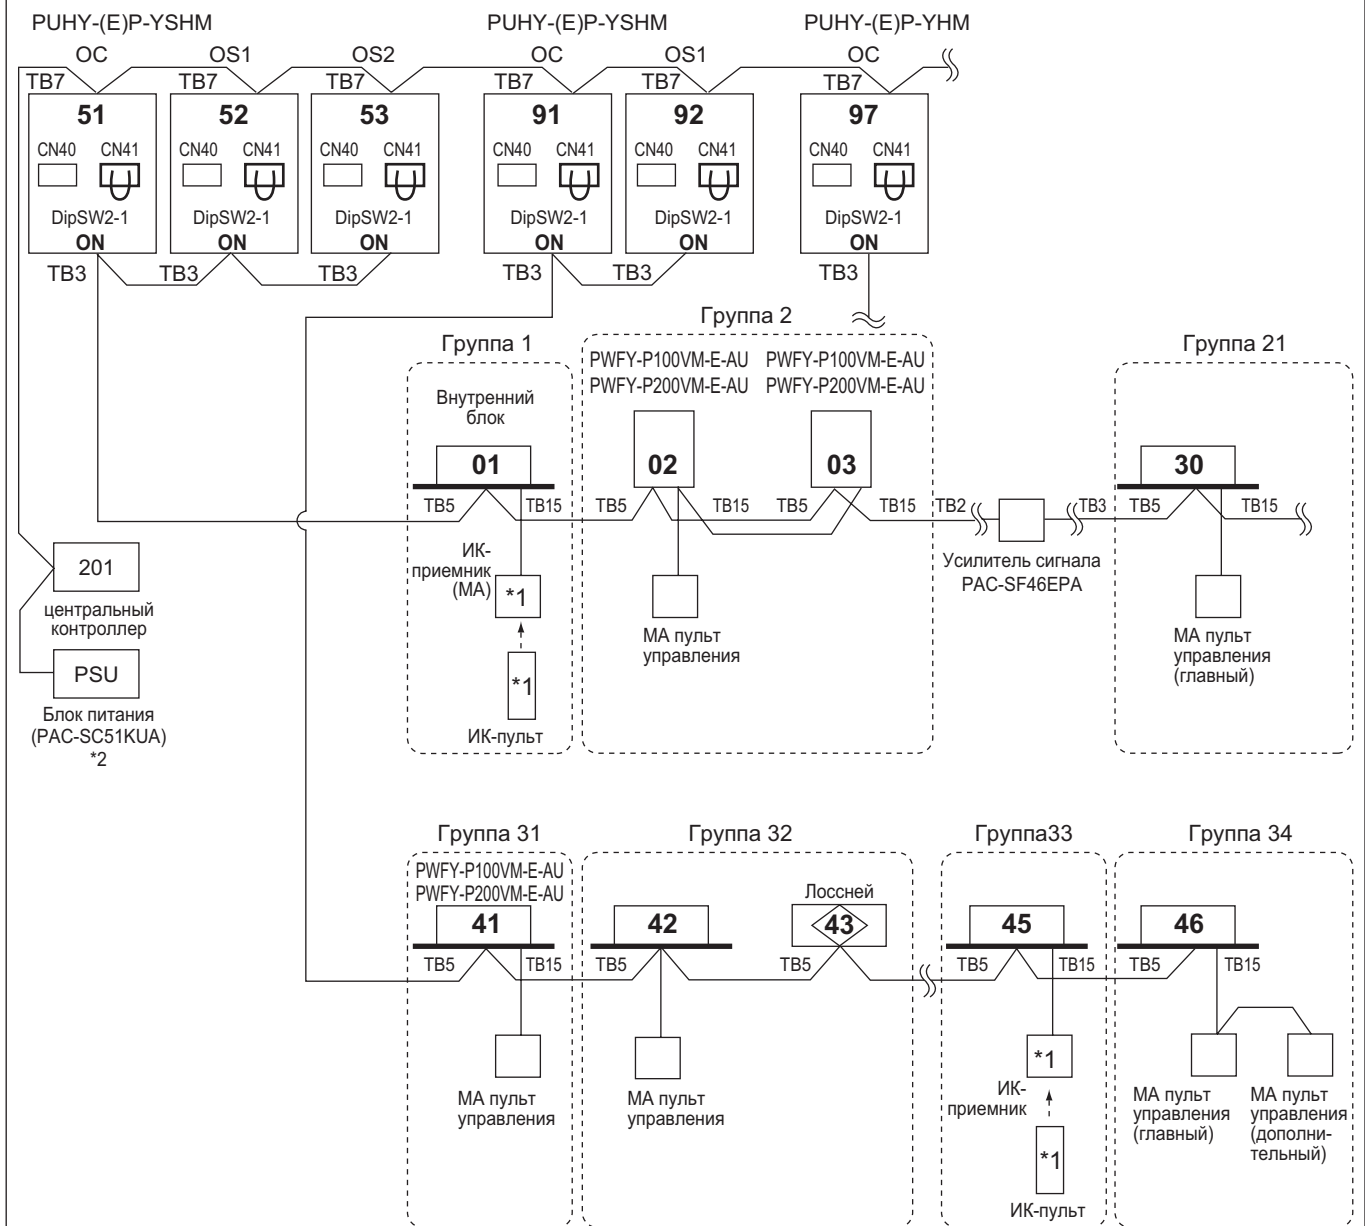 PUHY-(E)P-YSHM PUHY-(E)P-YSHM PUHY-(E)P-YHM
OC OS1 OS2 OC OS1 OC
TB7 TB7 TB7 TB7 TB7 TB7
51 52 53 91 92 97
CN40 CN41 CN40 CN41 CN40 CN41 CN40 CN41 CN40 CN41 CN40 CN41
DipSW2-1 DipSW2-1 DipSW2-1 DipSW2-1 DipSW2-1 DipSW2-1
ON ON ON ON ON ON
TB3 TB3 TB3 TB3 TB3 TB3
Группа 1 Группа 2 Группа 21
PWFY-P100VM-E-AU PWFY-P100VM-E-AU
PWFY-P200VM-E-AU PWFY-P200VM-E-AU
Внутренний
блок
01 02 03 30
TB5 TB15 TB5 TB15 TB5 TB15 TB2 TB3 TB5 TB15
Усилитель сигнала
PAC-SF46EPA
ИК-
приемник
(MA)
*1
*1
ИК-пульт
MA пульт
управления
MA пульт
управления
(главный)
201
центральный
контроллер
PSU
Блок питания
(PAC-SC51KUA)
*2
Группа 31 Группа 32 Группа33 Группа 34
PWFY-P100VM-E-AU
PWFY-P200VM-E-AU
Лоссней
41 42 43 45 46
TB5 TB15 TB5 TB5 TB5 TB15 TB5 TB15
MA пульт
управления
MA пульт
управления
*1
ИК-
приемник
*1
ИК-пульт
MA пульт
управления
(главный)
MA пульт
управления
(дополни-
тельный)